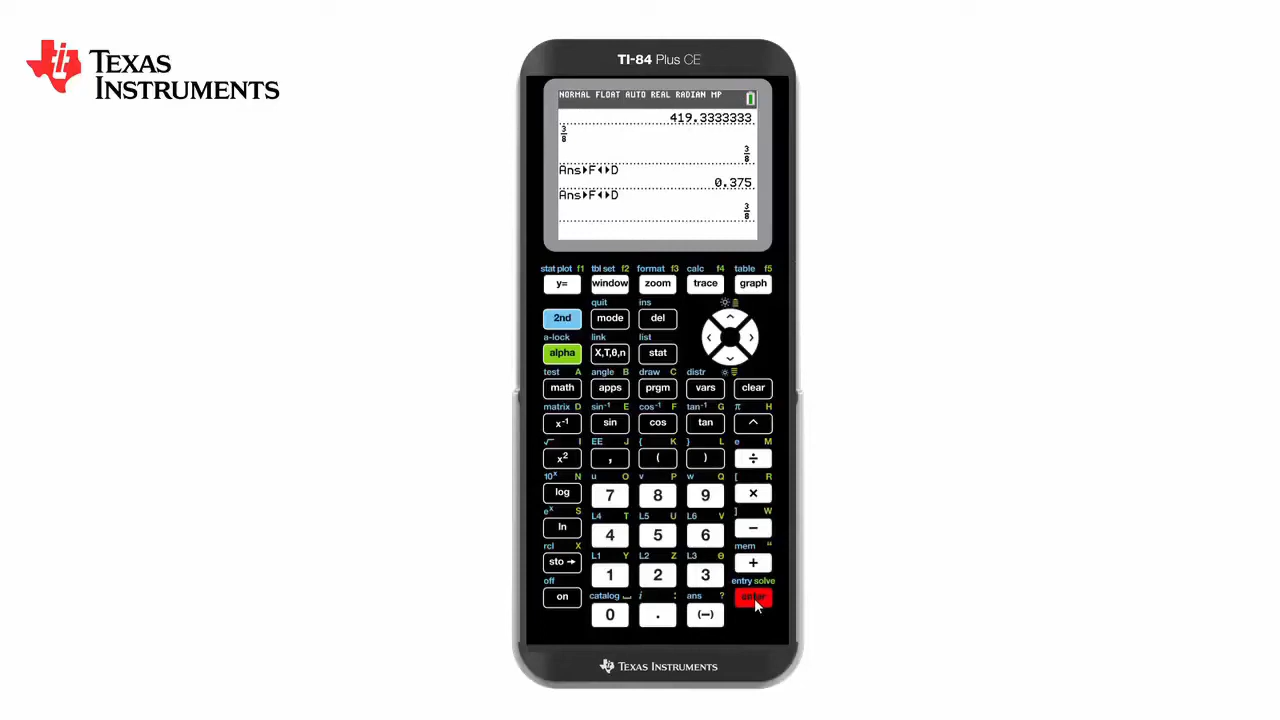 TEXAS
INSTRUMENTS
TI-84 Plus CE
NORMAL FLOAT AUTO REAL RADIAN MP
419.3333333
3/8
3/8
Ans▸F◂▸D
0.375
Ans▸F◂▸D
3/8
stat plot f1 tbl set f2 format f3 calc f4 table f5
y= window zoom trace graph
quit ins
2nd mode del
a-lock link list
alpha X,T,θ,n stat
test A angle B draw C distr
math apps prgm vars clear
matrix D sin⁻¹ E cos⁻¹ F tan⁻¹ G π H
x⁻¹ sin cos tan ^
√ I EE J { K } L e M
x² , ( ) ÷
10ˣ N u O v P w Q [ R
log 7 8 9 ×
eˣ S L4 T L5 U L6 V ] W
ln 4 5 6 −
rcl X L1 Y L2 Z L3 θ mem "
sto→ 1 2 3 +
off catalog ⎵ i : ans ? entry solve
on 0 . (−) enter
TEXAS INSTRUMENTS